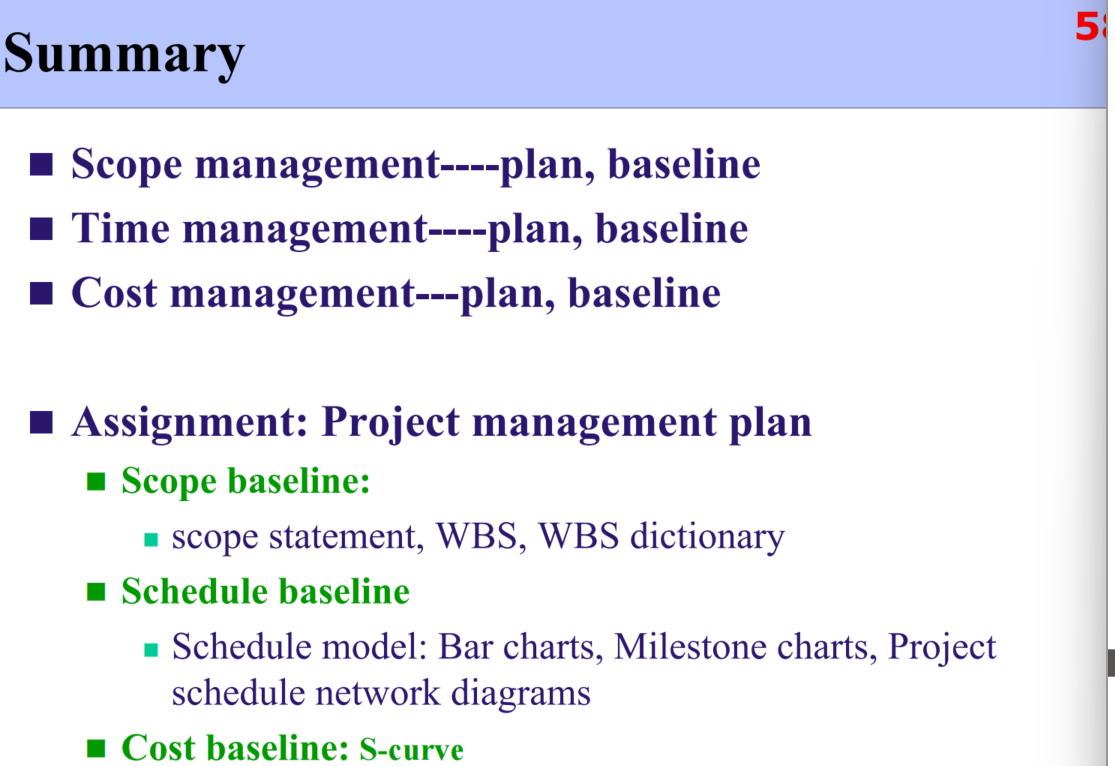 Summary
Scope management----plan, baseline
Time management----plan, baseline
Cost management---plan, baseline
Assignment: Project management plan
Scope baseline:
scope statement, WBS, WBS dictionary
Schedule baseline
Schedule model: Bar charts, Milestone charts, Project
schedule network diagrams
Cost baseline: S-curve